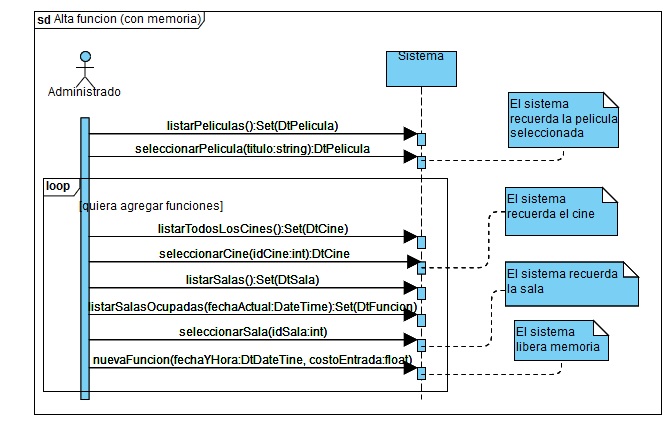 sd Alta funcion (con memoria)
Sistema
Administrado
El sistema
recuerda la pelicula
seleccionada
listarPeliculas():Set(DtPelicula)
seleccionarPelicula(titulo:string):DtPelicula
loop
[quiera agregar funciones]
El sistema
recuerda el cine
listarTodosLosCines():Set(DtCine)
seleccionarCine(idCine:int):DtCine
listarSalas():Set(DtSala)
El sistema recuerda
la sala
listarSalasOcupadas(fechaActual:DateTime):Set(DtFuncion)
seleccionarSala(idSala:int)
El sistema
libera memoria
nuevaFuncion(fechaYHora:DtDateTine, costoEntrada:float)